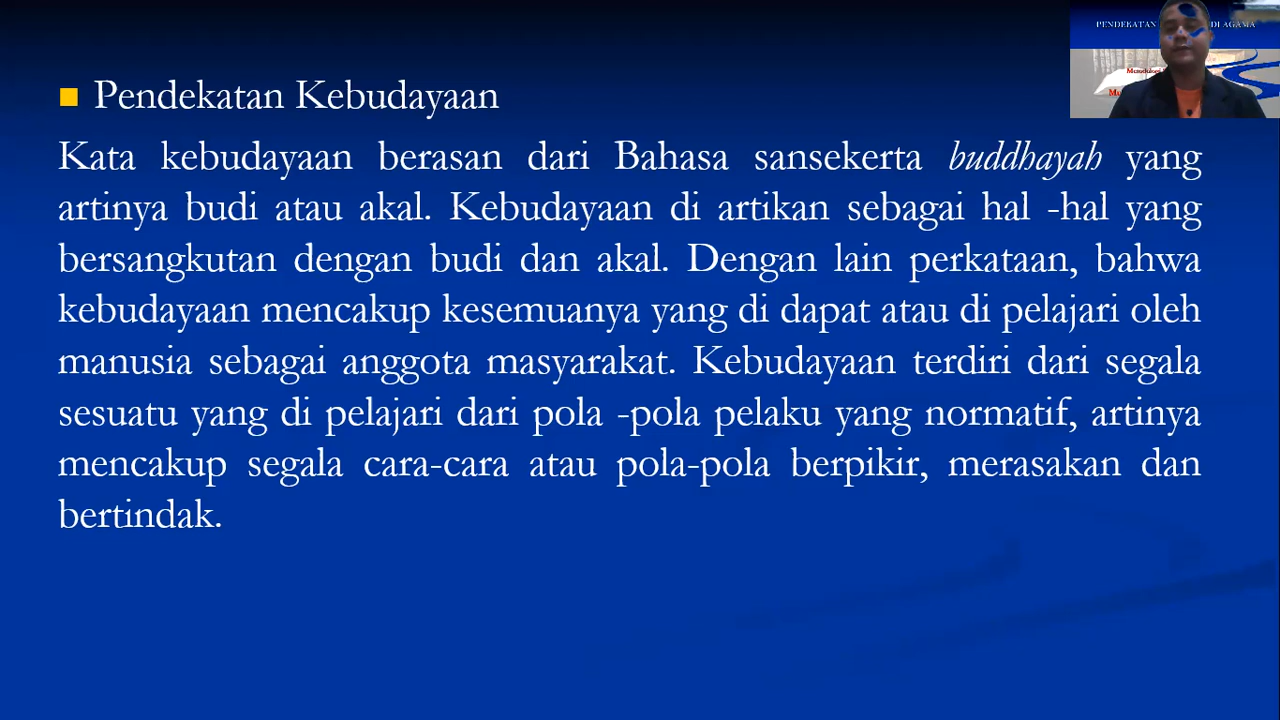 Pendekatan Kebudayaan
Kata kebudayaan berasan dari Bahasa sansekerta buddhayah yang
artinya budi atau akal. Kebudayaan di artikan sebagai hal -hal yang
bersangkutan dengan budi dan akal. Dengan lain perkataan, bahwa
kebudayaan mencakup kesemuanya yang di dapat atau di pelajari oleh
manusia sebagai anggota masyarakat. Kebudayaan terdiri dari segala
sesuatu yang di pelajari dari pola -pola pelaku yang normatif, artinya
mencakup segala cara-cara atau pola-pola berpikir, merasakan dan
bertindak.
PENDEKATAN DI AGAMA